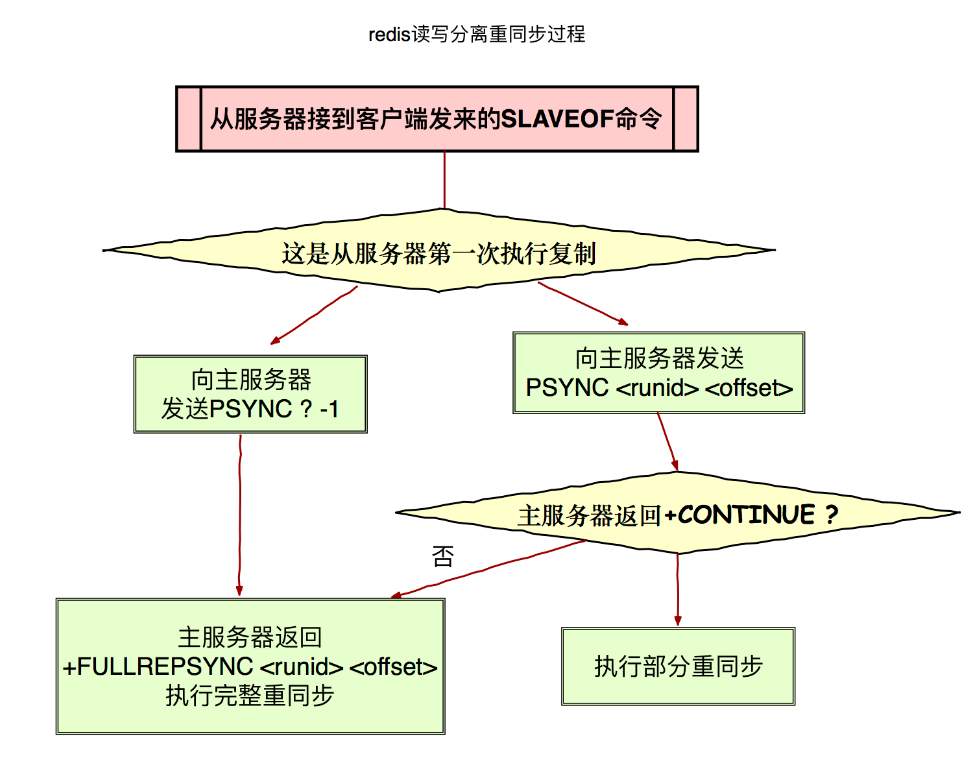 redis读写分离重同步过程
从服务器接到客户端发来的SLAVEOF命令
这是从服务器第一次执行复制
向主服务器
发送PSYNC ? -1
向主服务器发送
PSYNC <runid> <offset>
主服务器返回+CONTINUE ?
否
主服务器返回
+FULLREPSYNC <runid> <offset>
执行完整重同步
执行部分重同步